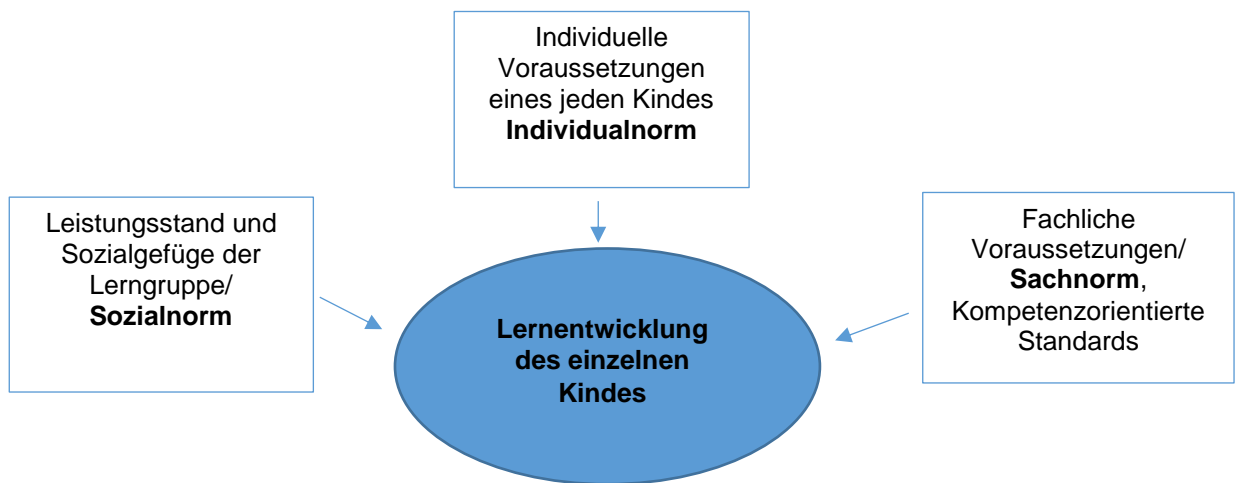 Individuelle
Voraussetzungen
eines jeden Kindes
Individualnorm
Leistungsstand und
Sozialgefüge der
Lerngruppe/
Sozialnorm
Fachliche
Voraussetzungen/
Sachnorm,
Kompetenzorientierte
Standards
Lernentwicklung
des einzelnen
Kindes